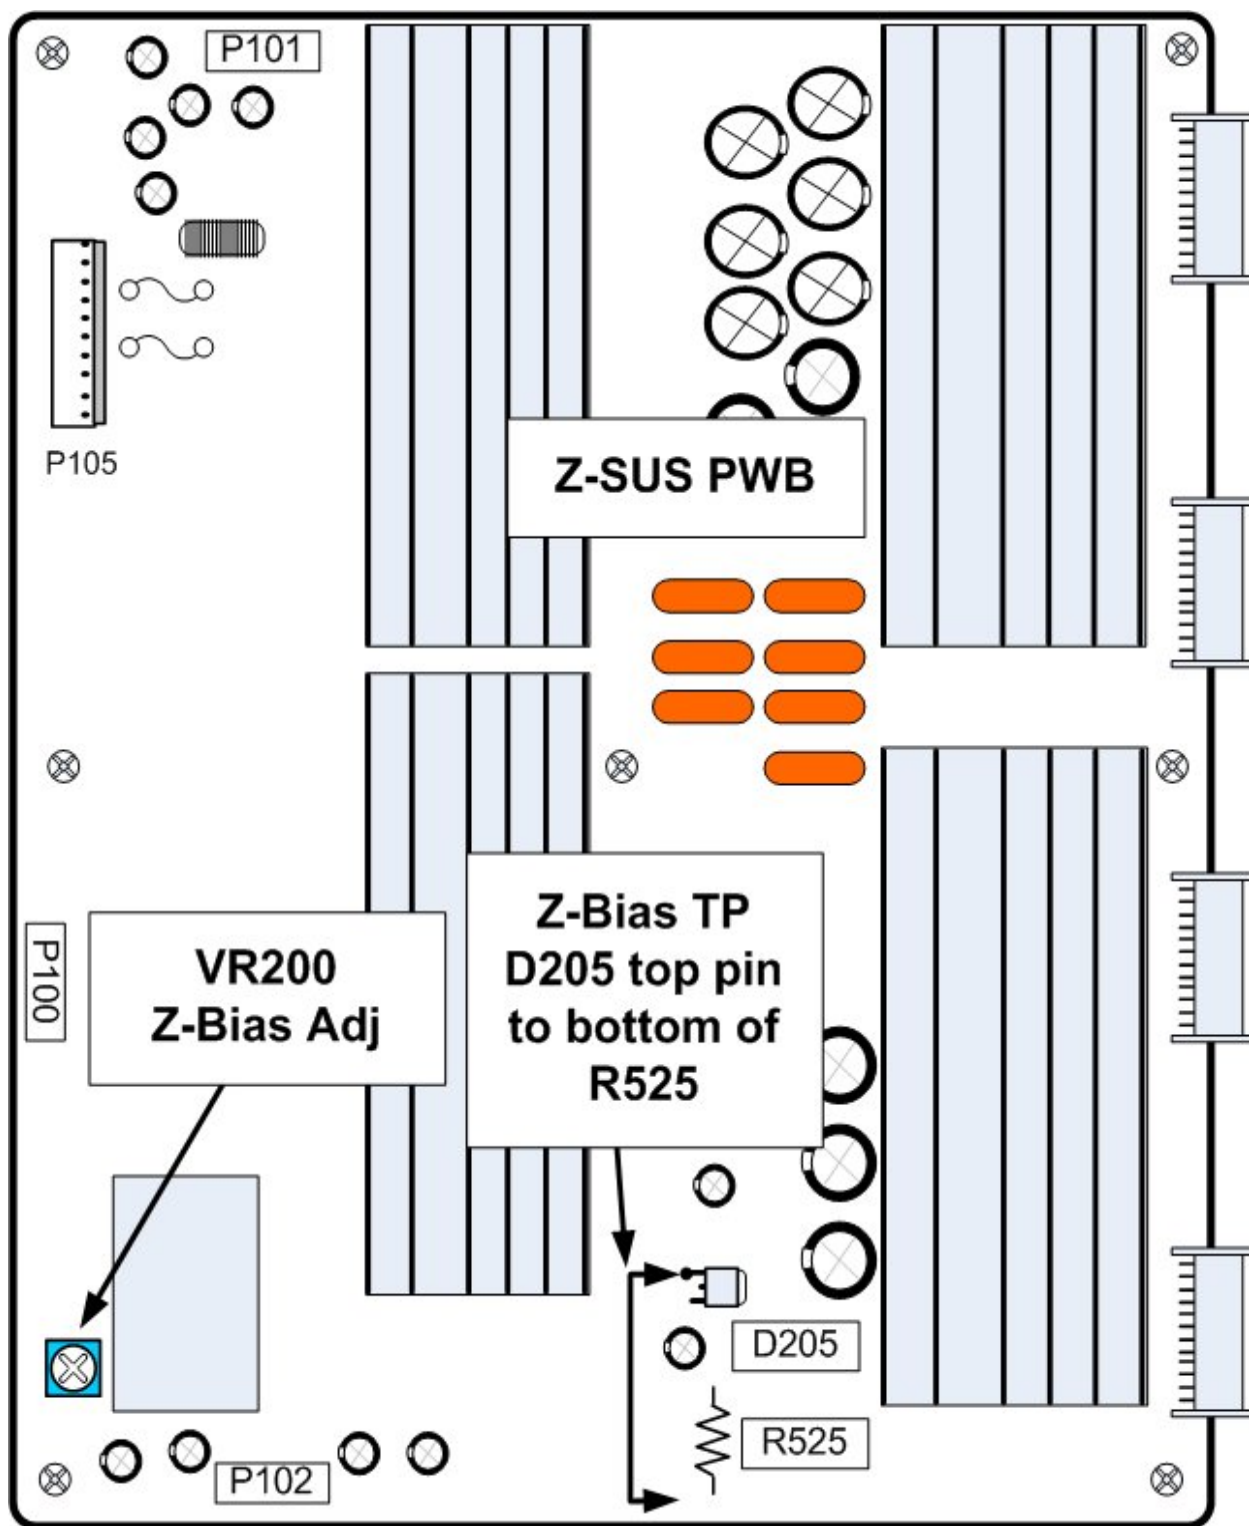 P101
P105
Z-SUS PWB
P100
VR200
Z-Bias Adj
Z-Bias TP
D205 top pin
to bottom of
R525
D205
R525
P102